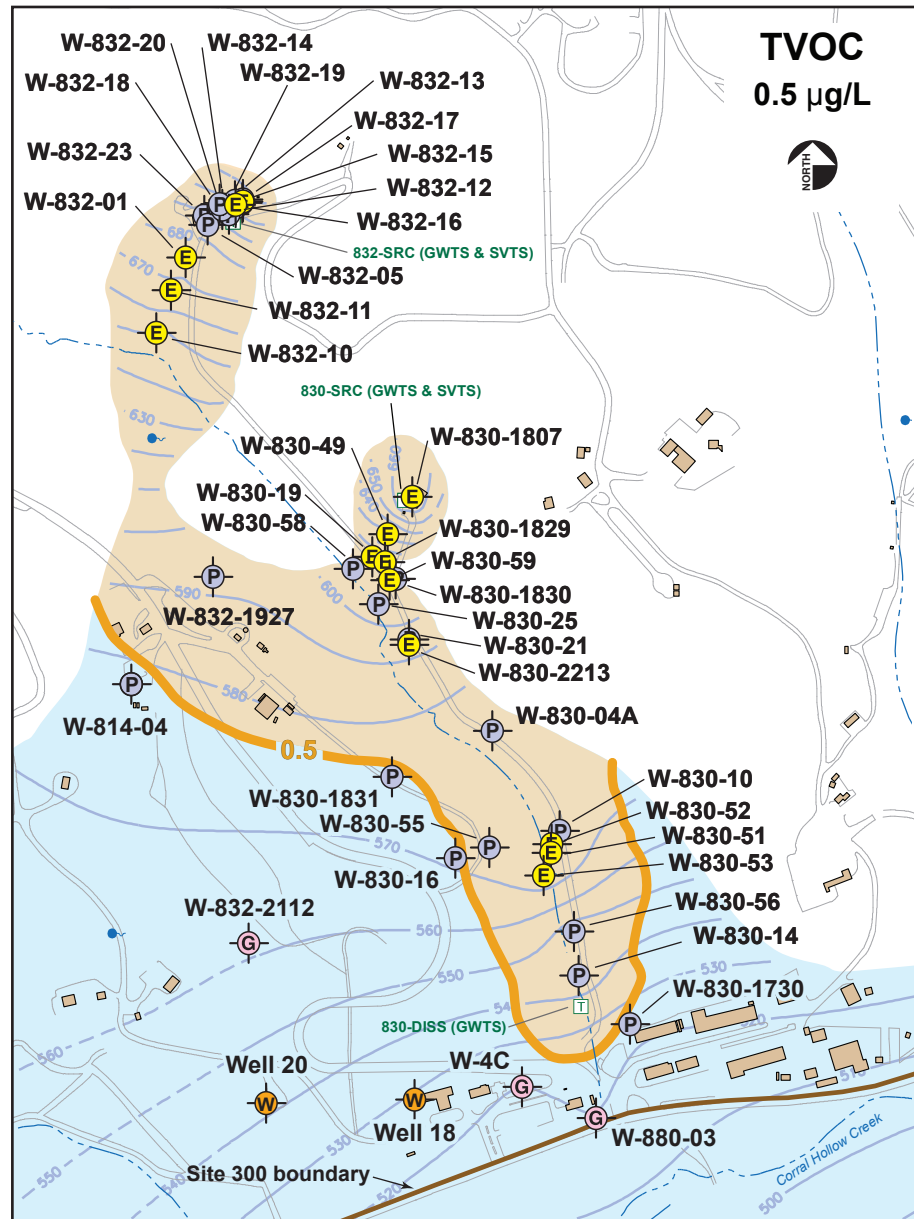 TVOC
0.5 µg/L
NORTH
W-832-20
W-832-14
W-832-18
W-832-19
W-832-13
W-832-17
W-832-23
W-832-15
W-832-12
W-832-01
W-832-16
832-SRC (GWTS & SVTS)
W-832-05
W-832-11
W-832-10
P
P
P
E
E
E
E
E
680
670
630
830-SRC (GWTS & SVTS)
W-830-49
W-830-1807
W-830-19
W-830-58
W-830-1829
W-830-59
W-830-1830
W-830-25
W-830-21
W-830-2213
W-832-1927
E
E
E
E
E
P
P
P
E
660
650
640
600
590
580
W-814-04
P
0.5
W-830-04A
P
W-830-1831
P
W-830-10
W-830-52
W-830-51
W-830-53
W-830-55
W-830-16
P
E
E
P
P
570
W-830-56
P
W-830-14
P
W-832-2112
G
560
550
54
530
W-830-1730
P
T
830-DISS (GWTS)
520
510
560
Well 20
W
Well 18
W
W-4C
G
W-880-03
G
530
550
540
520
500
Site 300 boundary
Corral Hollow Creek